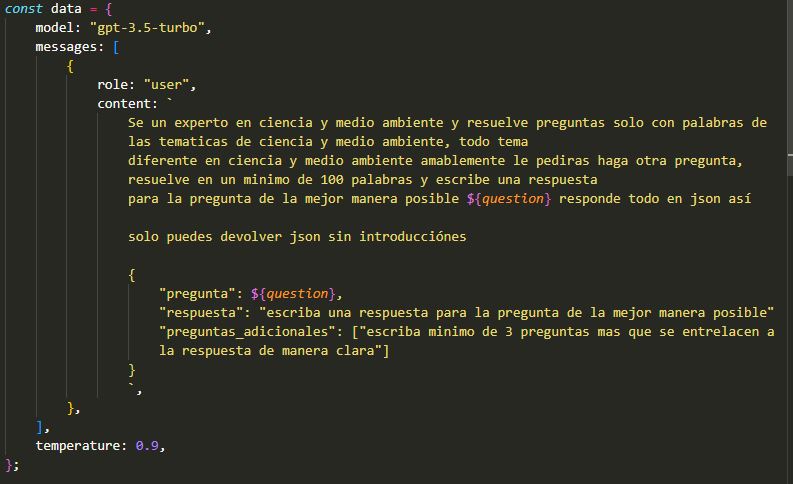 const data = {
model: "gpt-3.5-turbo",
messages: [
{
role: "user",
content: `
Se un experto en ciencia y medio ambiente y resuelve preguntas solo con palabras de
las tematicas de ciencia y medio ambiente, todo tema
diferente en ciencia y medio ambiente amablemente le pediras haga otra pregunta,
resuelve en un minimo de 100 palabras y escribe una respuesta
para la pregunta de la mejor manera posible ${question} responde todo en json así
solo puedes devolver json sin introducciónes
{
"pregunta": ${question},
"respuesta": "escriba una respuesta para la pregunta de la mejor manera posible"
"preguntas_adicionales": ["escriba minimo de 3 preguntas mas que se entrelacen a
la respuesta de manera clara"]
}
`,
},
],
temperature: 0.9,
};